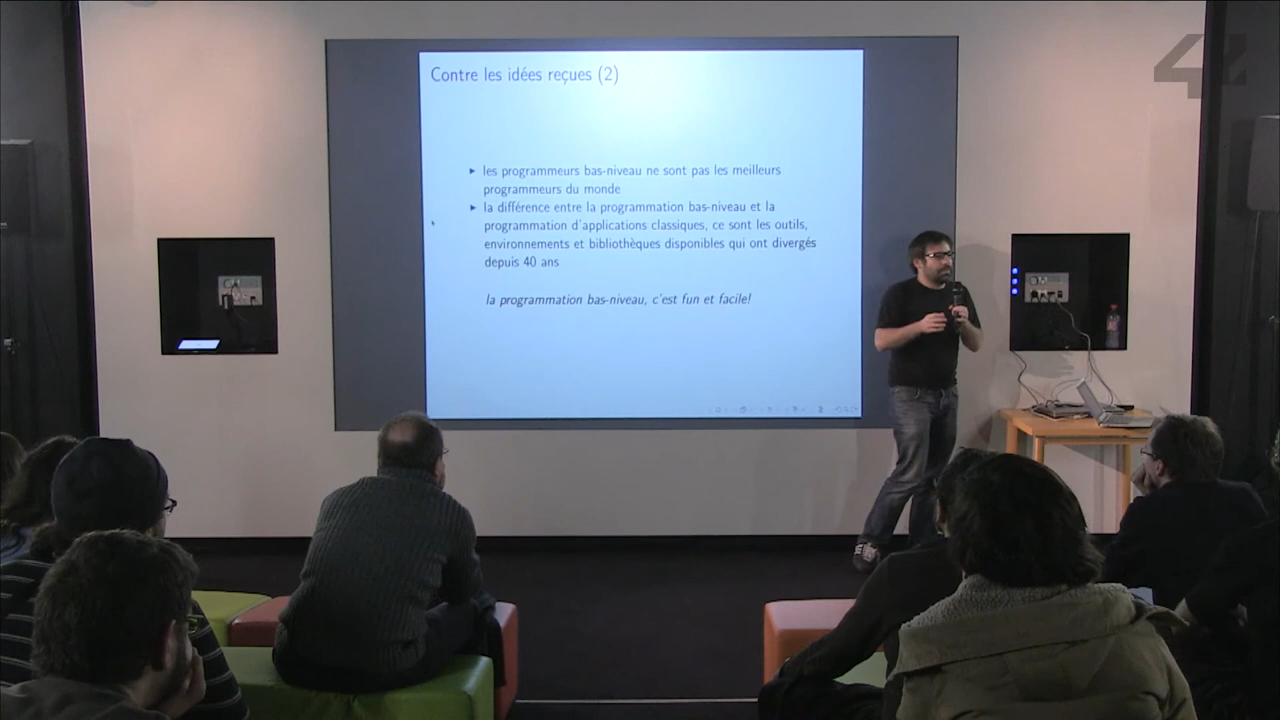 42
Contre les idées reçues (2)
▸ les programmeurs bas-niveau ne sont pas les meilleurs
programmeurs du monde
▸ la différence entre la programmation bas-niveau et la
programmation d'applications classiques, ce sont les outils,
environnements et bibliothèques disponibles qui ont divergés
depuis 40 ans
la programmation bas-niveau, c'est fun et facile!